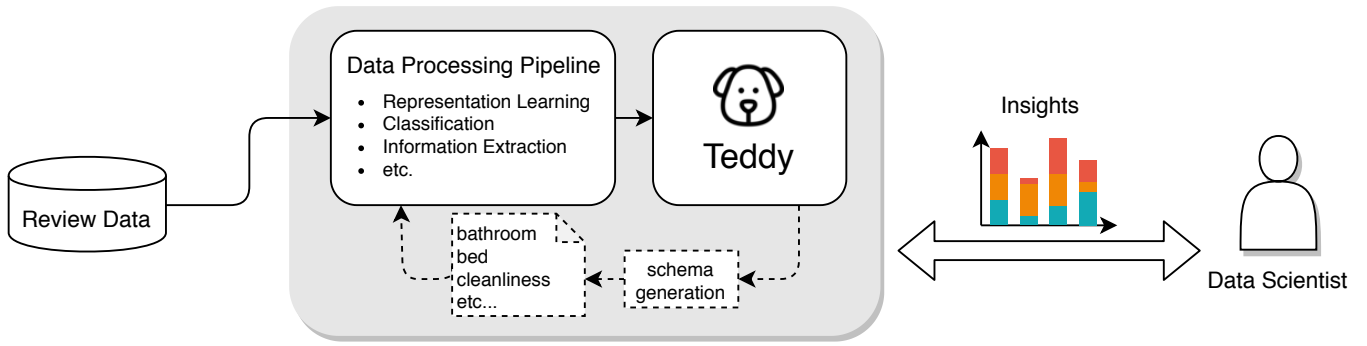 Review Data
Data Processing Pipeline
• Representation Learning
• Classification
• Information Extraction
• etc.
Teddy
bathroom
bed
cleanliness
etc...
schema
generation
Insights
Data Scientist